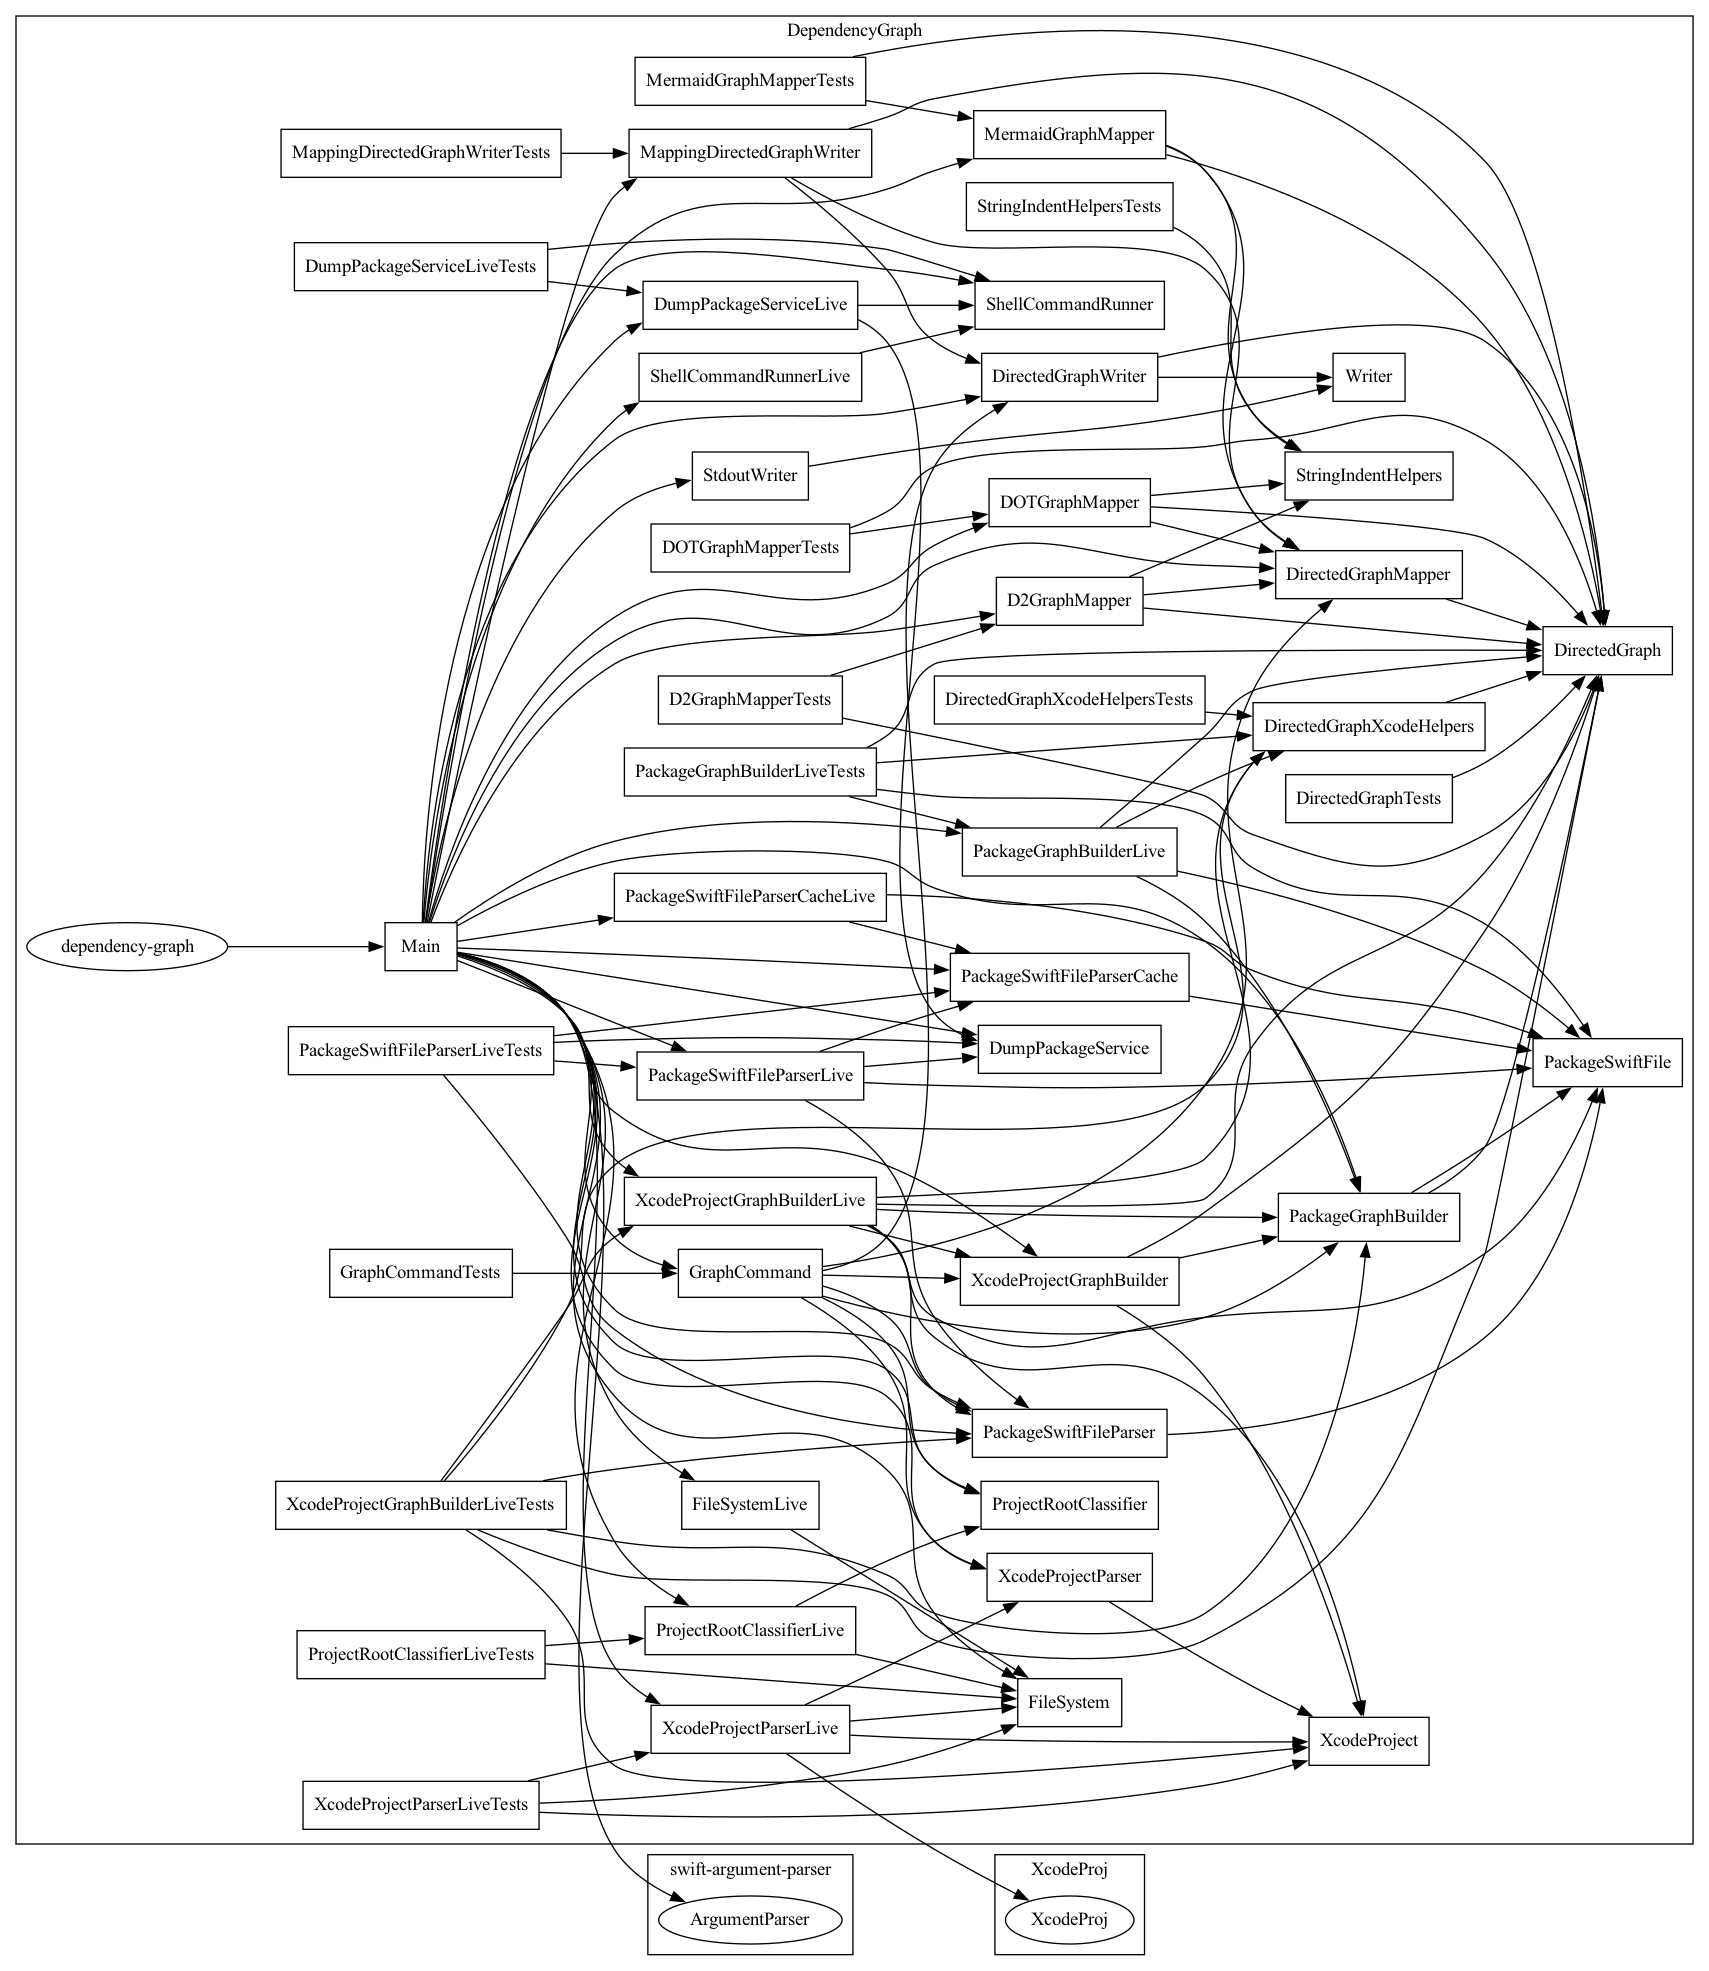 DependencyGraph
MermaidGraphMapperTests
MappingDirectedGraphWriterTests
MappingDirectedGraphWriter
MermaidGraphMapper
StringIndentHelpersTests
DumpPackageServiceLiveTests
DumpPackageServiceLive
ShellCommandRunner
ShellCommandRunnerLive
DirectedGraphWriter
Writer
StdoutWriter
StringIndentHelpers
DOTGraphMapper
DOTGraphMapperTests
DirectedGraphMapper
D2GraphMapper
DirectedGraph
D2GraphMapperTests
DirectedGraphXcodeHelpersTests
DirectedGraphXcodeHelpers
PackageGraphBuilderLiveTests
DirectedGraphTests
PackageGraphBuilderLive
PackageSwiftFileParserCacheLive
dependency-graph
Main
PackageSwiftFileParserCache
PackageSwiftFileParserLiveTests
DumpPackageService
PackageSwiftFile
PackageSwiftFileParserLive
XcodeProjectGraphBuilderLive
PackageGraphBuilder
GraphCommandTests
GraphCommand
XcodeProjectGraphBuilder
PackageSwiftFileParser
XcodeProjectGraphBuilderLiveTests
FileSystemLive
ProjectRootClassifier
XcodeProjectParser
ProjectRootClassifierLive
ProjectRootClassifierLiveTests
FileSystem
XcodeProjectParserLive
XcodeProject
XcodeProjectParserLiveTests
swift-argument-parser
XcodeProj
ArgumentParser
XcodeProj